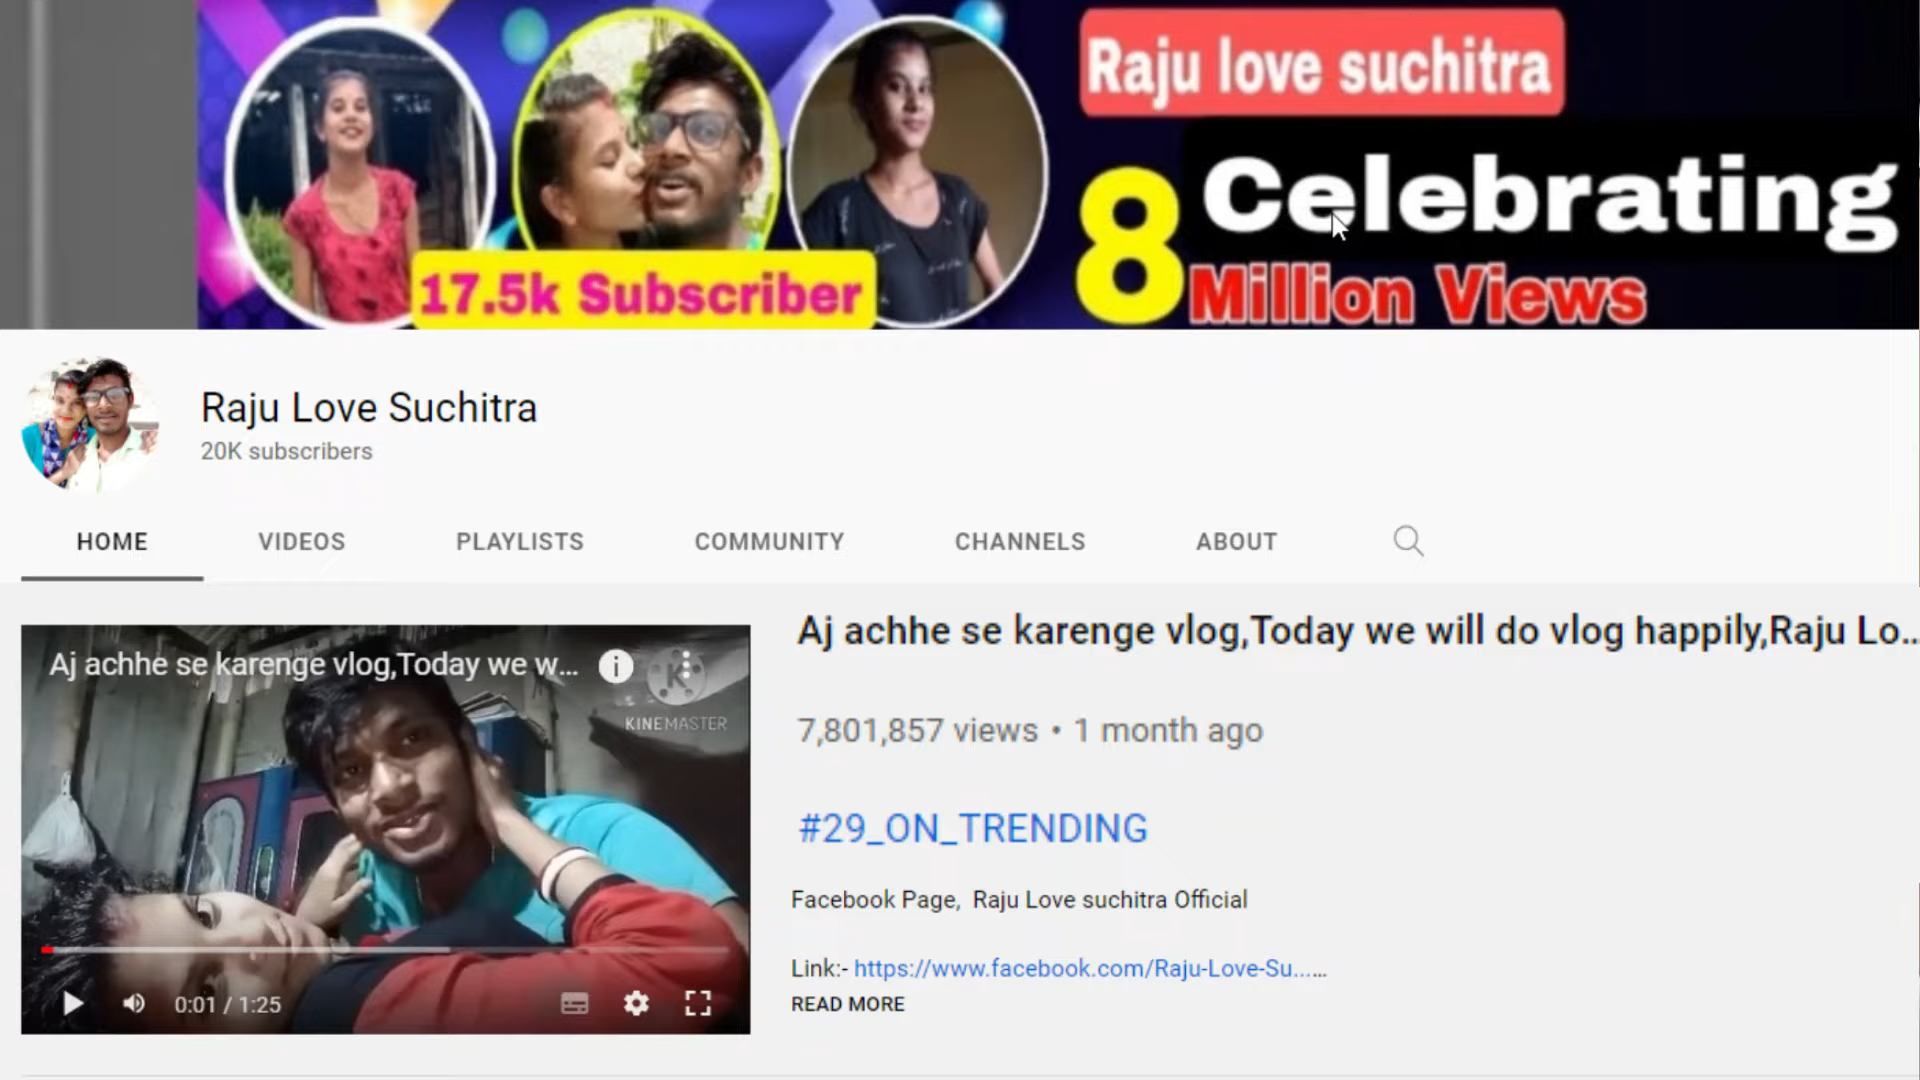 Raju love suchitra
8 Celebrating
Million Views
17.5k Subscriber
Raju Love Suchitra
20K subscribers
HOME VIDEOS PLAYLISTS COMMUNITY CHANNELS ABOUT
Aj achhe se karenge vlog,Today we w...
K
KINEMASTER
0:01 / 1:25
Aj achhe se karenge vlog,Today we will do vlog happily,Raju Lo...
7,801,857 views • 1 month ago
#29_ON_TRENDING
Facebook Page,  Raju Love suchitra Official
Link:- https://www.facebook.com/Raju-Love-Su......
READ MORE